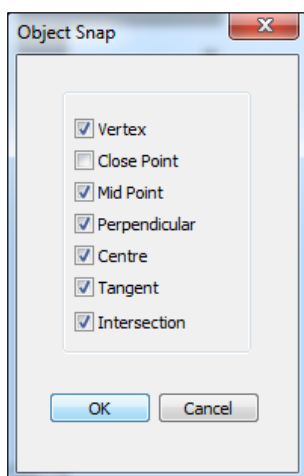 Object Snap
Vertex
Close Point
Mid Point
Perpendicular
Centre
Tangent
Intersection
OK Cancel